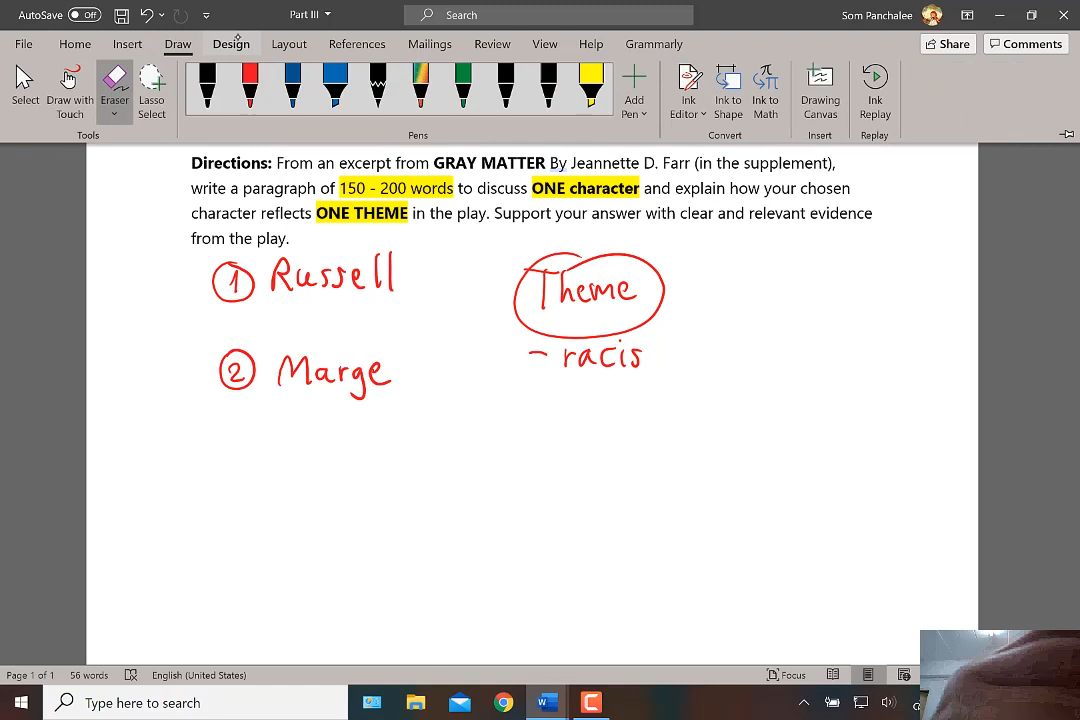 AutoSave Off Part III Search Som Panchalee
File Home Insert Draw Design Layout References Mailings Review View Help Grammarly Share Comments
Select Draw with Touch Eraser Lasso Select Add Pen Ink Editor Ink to Shape Ink to Math Drawing Canvas Ink Replay
Tools Pens Convert Insert Replay
Directions: From an excerpt from GRAY MATTER By Jeannette D. Farr (in the supplement),
write a paragraph of 150 - 200 words to discuss ONE character and explain how your chosen
character reflects ONE THEME in the play. Support your answer with clear and relevant evidence
from the play.
1 Russell Theme
- racis
2 Marge
Page 1 of 1 56 words English (United States) Focus
Type here to search